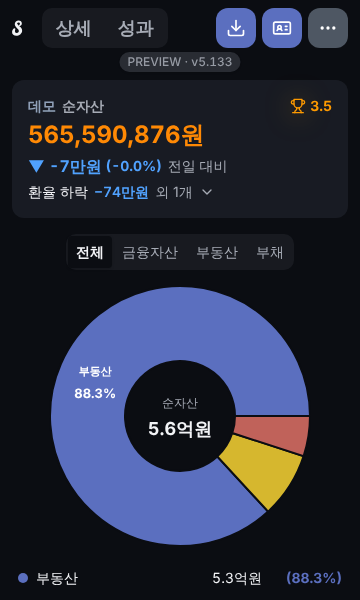 상세 성과
PREVIEW · v5.133
데모 순자산
3.5
565,590,876원
▼ -7만원 (-0.0%) 전일 대비
환율 하락 −74만원 외 1개
전체 금융자산 부동산 부채
부동산
88.3%
순자산
5.6억원
부동산 5.3억원 (88.3%)